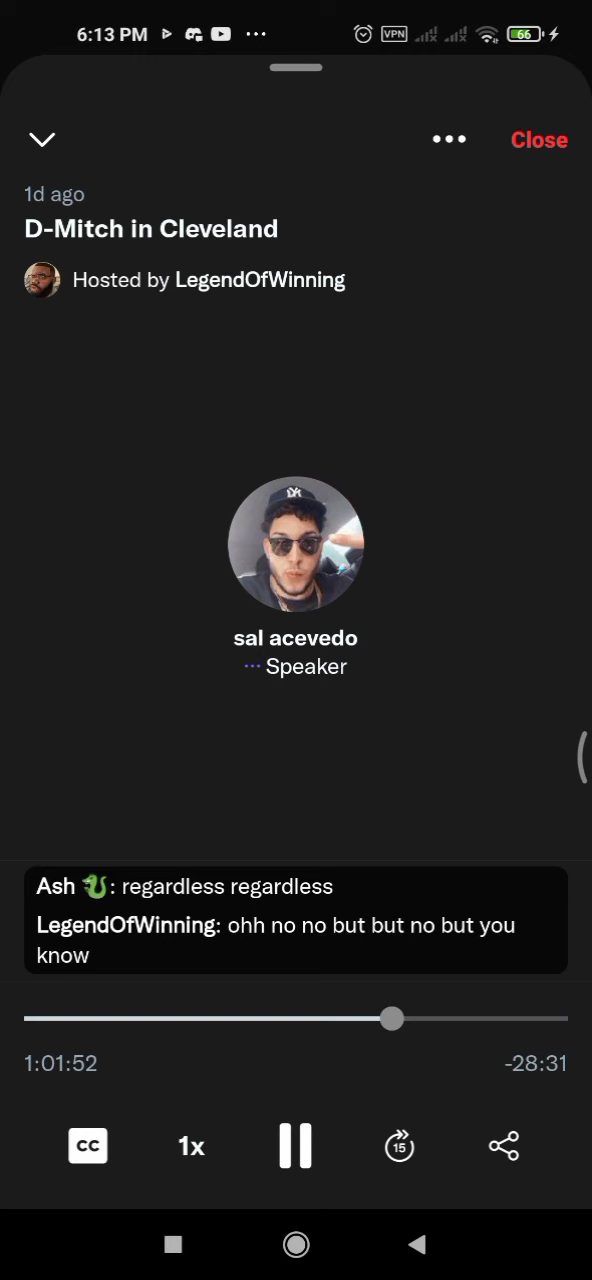 6:13 PM
VPN
66
Close
1d ago
D-Mitch in Cleveland
Hosted by LegendOfWinning
sal acevedo
Speaker
Ash 🐍: regardless regardless
LegendOfWinning: ohh no no but but no but you
know
1:01:52
-28:31
CC
1x
15